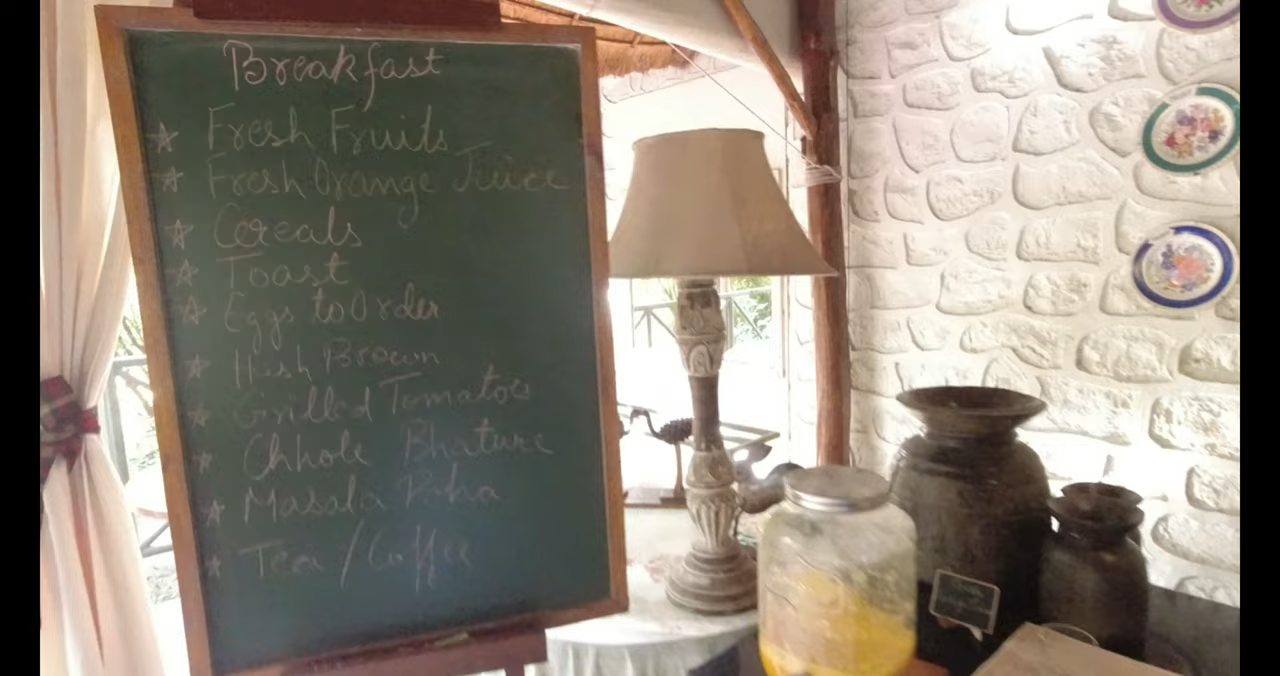 Breakfast
☆ Fresh Fruits
☆ Fresh Orange Juice
☆ Cereals
☆ Toast
☆ Eggs to Order
☆ Hash Brown
☆ Grilled Tomatoes
☆ Chhole Bhature
☆ Masala Poha
☆ Tea / Coffee